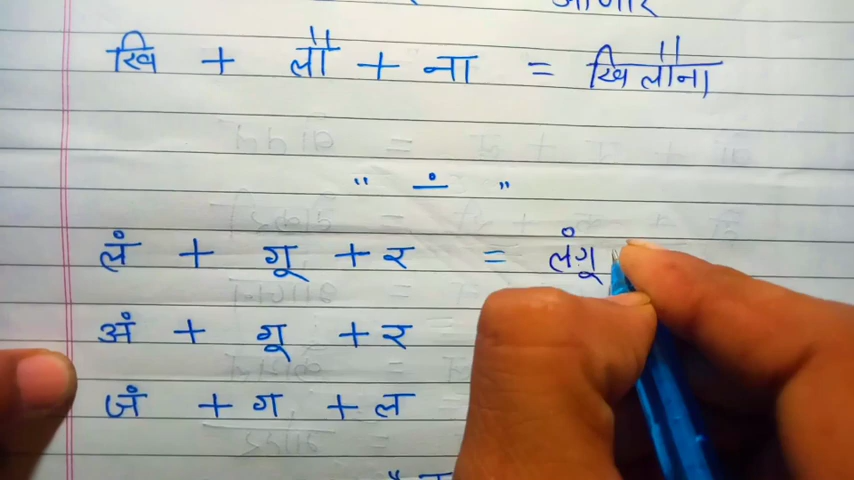 खि + लौ + ना = खिलौना
" ं "
लं + गू + र = लंगू
अं + गू + र
जं + ग + ल